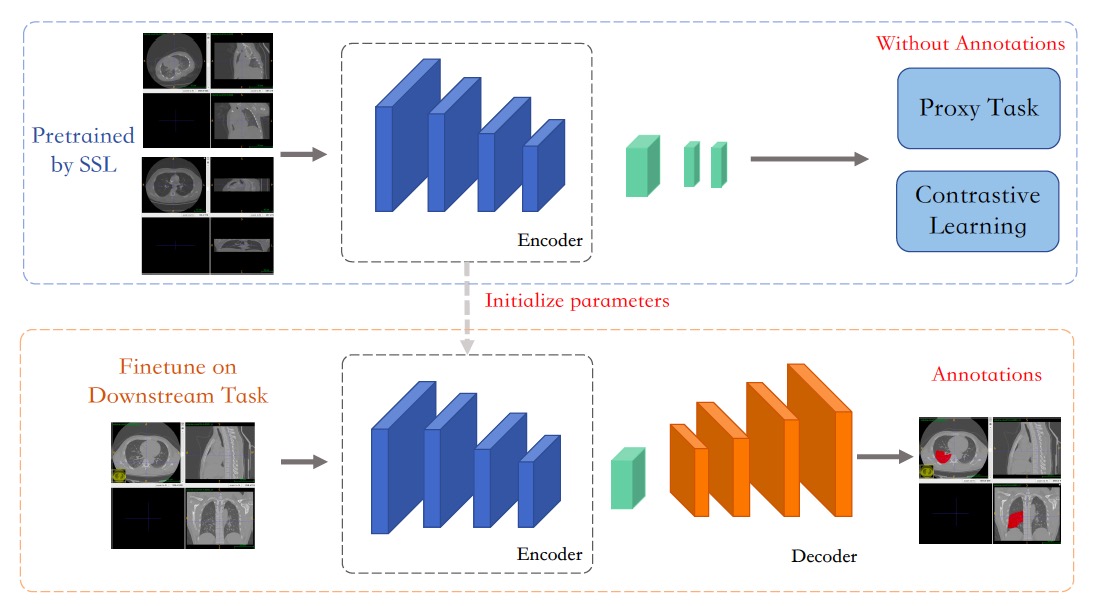 Without Annotations
Proxy Task
Pretrained
by SSL
Contrastive
Learning
Encoder
Initialize parameters
Finetune on
Downstream Task
Annotations
Encoder
Decoder